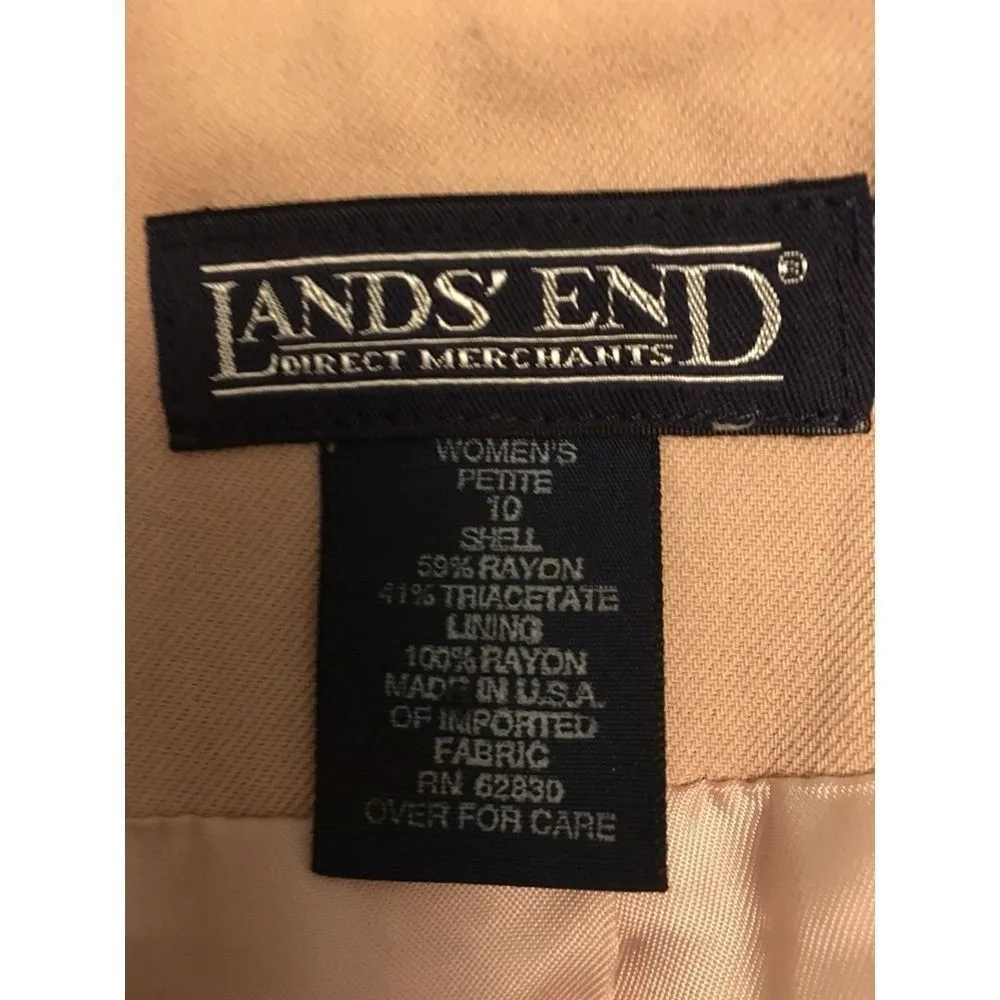 LANDS' END®
DIRECT MERCHANTS
WOMEN'S
PETITE
10
SHELL
59% RAYON
41% TRIACETATE
LINING
100% RAYON
MADE IN U.S.A.
OF IMPORTED
FABRIC
RN 62830
OVER FOR CARE